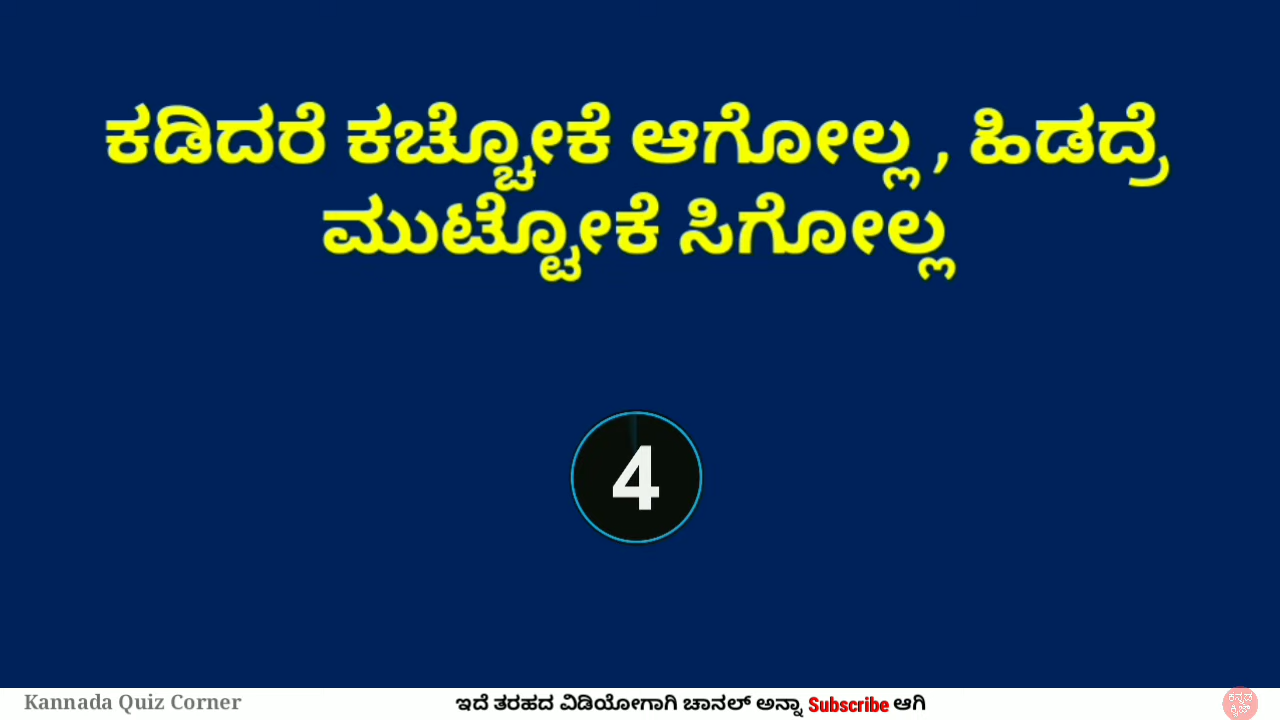 ಕಡಿದರೆ ಕಚ್ಚೋಕೆ ಆಗೋಲ್ಲ , ಹಿಡದ್ರೆ
ಮುಟ್ಟೋಕೆ ಸಿಗೋಲ್ಲ
4
Kannada Quiz Corner
ಇದೆ ತರಹದ ವಿಡಿಯೋಗಾಗಿ ಚಾನಲ್ ಅನ್ನಾ Subscribe ಆಗಿ